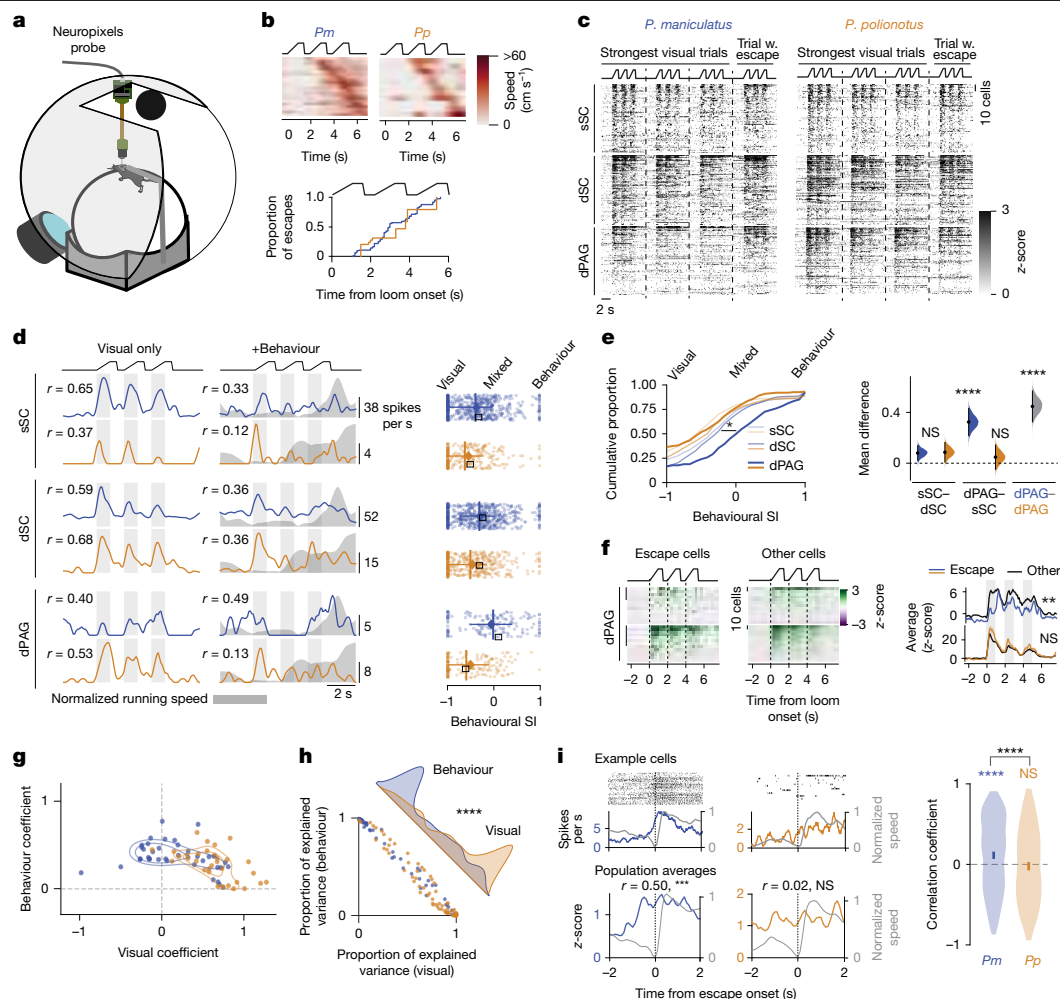 a
Neuropixels
probe
b
Pm
Pp
>60
0
Speed
(cm s⁻¹)
0 2 4 6
0 2 4 6
Time (s)
Time (s)
Proportion
of escapes
1.0
0.5
0
0 2 4 6
Time from loom onset (s)
c
P. maniculatus
P. polionotus
Strongest visual trials
Trial w.
escape
Strongest visual trials
Trial w.
escape
sSC
dSC
dPAG
10 cells
3
0
z-score
2 s
d
Visual only
+Behaviour
Visual
Mixed
Behaviour
sSC
r = 0.65
r = 0.33
38 spikes
per s
r = 0.37
r = 0.12
4
dSC
r = 0.59
r = 0.36
52
r = 0.68
r = 0.36
15
dPAG
r = 0.40
r = 0.49
5
r = 0.53
r = 0.13
8
2 s
Normalized running speed
−1 0 1
Behavioural SI
e
Visual
Mixed
Behaviour
Cumulative proportion
1.00
0.75
0.50
0.25
0
*
sSC
dSC
dPAG
−1 0 1
Behavioural SI
Mean difference
0.4
0
NS
****
NS
****
sSC–
dSC
dPAG–
sSC
dPAG–
dPAG
f
Escape cells
Other cells
dPAG
10 cells
3
−3
z-score
0 2 4 6
0 2 4 6
Time from loom
onset (s)
Escape
Other
Average
(z-score)
6
0
20
0
**
NS
−2 0 2 4 6
g
Behaviour coefficient
1
0
−1 0 1
Visual coefficient
h
Behaviour
****
Visual
Proportion of explained
variance (behaviour)
1
0
0 1
Proportion of explained
variance (visual)
i
Example cells
Spikes
per s
5
0
1
0
2
0
1
0
Normalized
speed
Population averages
r = 0.50, ***
r = 0.02, NS
z-score
1
0
1
0
2
1
0
1
0
Normalized
speed
−2 0 2
−2 0 2
Time from escape onset (s)
****
****
NS
Correlation coefficient
1
0
−1
Pm
Pp